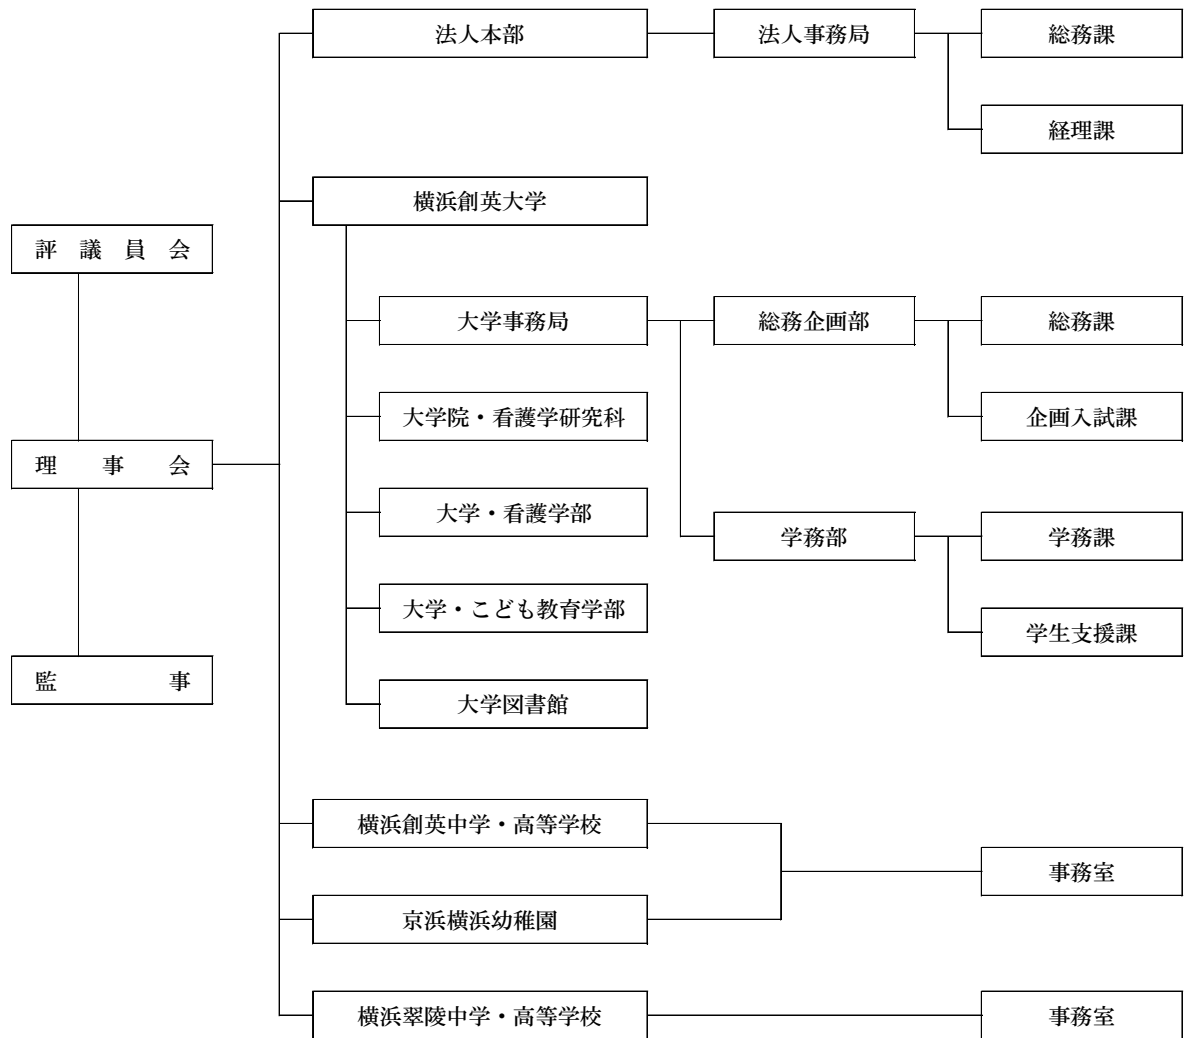 法人本部
法人事務局
総務課
経理課
横浜創英大学
評議員会
大学事務局
総務企画部
総務課
大学院・看護学研究科
企画入試課
理事会
大学・看護学部
学務部
学務課
大学・こども教育学部
学生支援課
監事
大学図書館
横浜創英中学・高等学校
事務室
京浜横浜幼稚園
横浜翠陵中学・高等学校
事務室